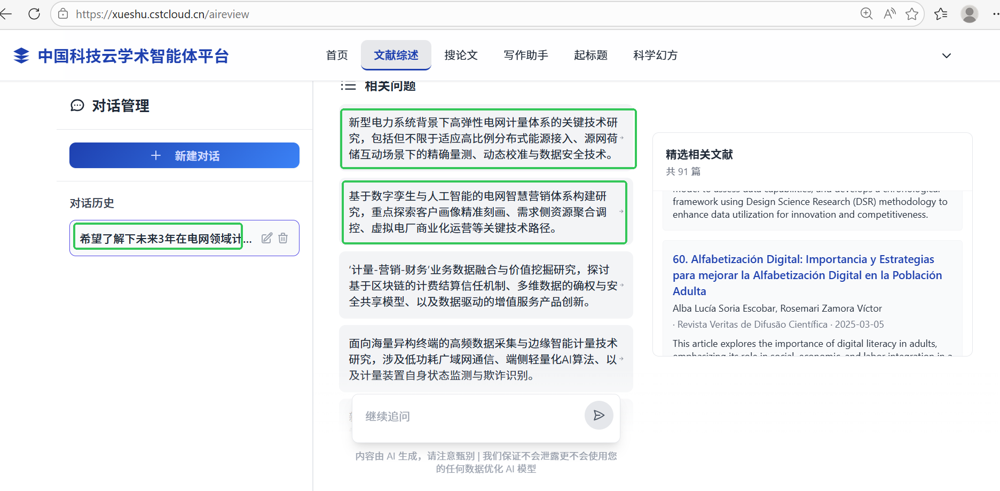 https://xueshu.cstcloud.cn/aireview
中国科技云学术智能体平台
首页
文献综述
搜论文
写作助手
起标题
科学幻方
对话管理
新建对话
对话历史
希望了解下未来3年在电网领域计...
相关问题
新型电力系统背景下高弹性电网计量体系的关键技术研
究，包括但不限于适应高比例分布式能源接入、源网荷
储互动场景下的精确量测、动态校准与数据安全技术。
基于数字孪生与人工智能的电网智慧营销体系构建研
究，重点探索客户画像精准刻画、需求侧资源聚合调
控、虚拟电厂商业化运营等关键技术路径。
‘计量-营销-财务’业务数据融合与价值挖掘研究，探讨
基于区块链的计费结算信任机制、多维数据的确权与安
全共享模型、以及数据驱动的增值服务产品创新。
面向海量异构终端的高频数据采集与边缘智能计量技术
研究，涉及低功耗广域网通信、端侧轻量化AI算法、以
及计量装置自身状态监测与欺诈识别。
继续追问
内容由 AI 生成，请注意甄别 | 我们保证不会泄露更不会使用您
的任何数据优化 AI 模型
精选相关文献
共 91 篇
model to assess data capabilities, and develops a chronological
framework using Design Science Research (DSR) methodology to
enhance data utilization for innovation and competitiveness.
60. Alfabetización Digital: Importancia y Estrategias
para mejorar la Alfabetización Digital en la Población
Adulta
Alba Lucía Soria Escobar, Rosemari Zamora Víctor
· Revista Veritas de Difusão Científica · 2025-03-05
This article explores the importance of digital literacy in adults,
emphasizing its role in social, economic, and labor integration in a